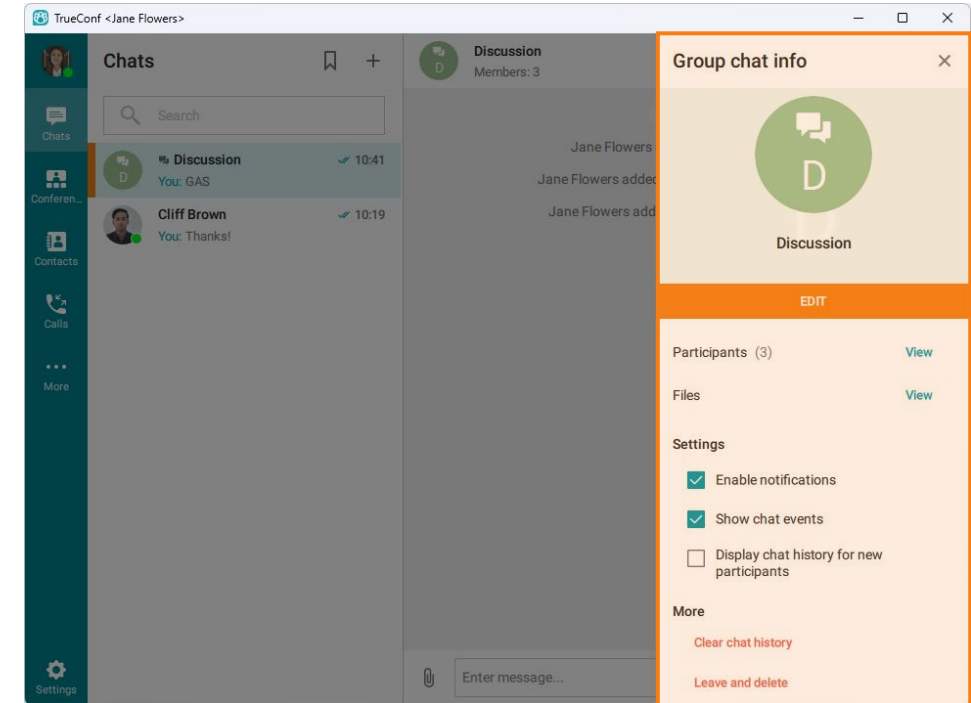 TrueConf <Jane Flowers>
Chats
Conferen...
Contacts
Calls
More
Settings
Chats
Search
D
Discussion
10:41
You: GAS
Cliff Brown
10:19
You: Thanks!
D
Discussion
Members: 3
Jane Flowers
Jane Flowers added
Jane Flowers add
Enter message...
Group chat info
D
Discussion
EDIT
Participants (3) View
Files View
Settings
Enable notifications
Show chat events
Display chat history for new
participants
More
Clear chat history
Leave and delete